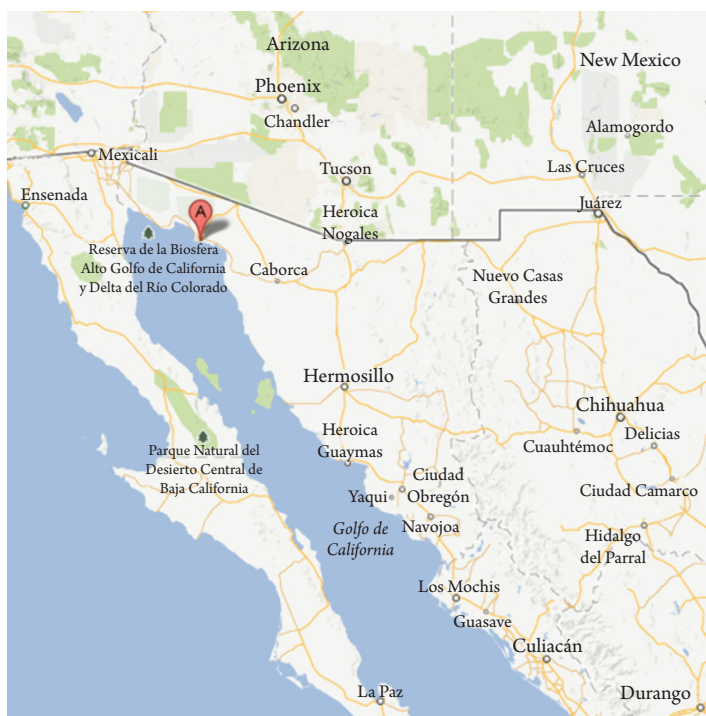 Arizona
New Mexico
Phoenix
Chandler
Alamogordo
Mexicali
Tucson
Las Cruces
Ensenada
A
Heroica
Nogales
Juárez
Reserva de la Biosfera
Alto Golfo de California
y Delta del Río Colorado
Caborca
Nuevo Casas
Grandes
Hermosillo
Chihuahua
Heroica
Guaymas
Cuauhtémoc
Delicias
Parque Natural del
Desierto Central de
Baja California
Ciudad
Obregón
Yaqui
Ciudad Camarco
Navojoa
Golfo de
California
Hidalgo
del Parral
Los Mochis
Guasave
Culiacán
La Paz
Durango